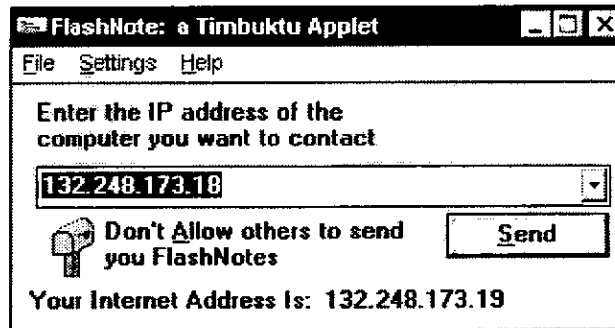 FlashNote: a Timbuktu Applet
File Settings Help
Enter the IP address of the
computer you want to contact
132.248.173.18
Don't Allow others to send
you FlashNotes
Send
Your Internet Address Is: 132.248.173.19